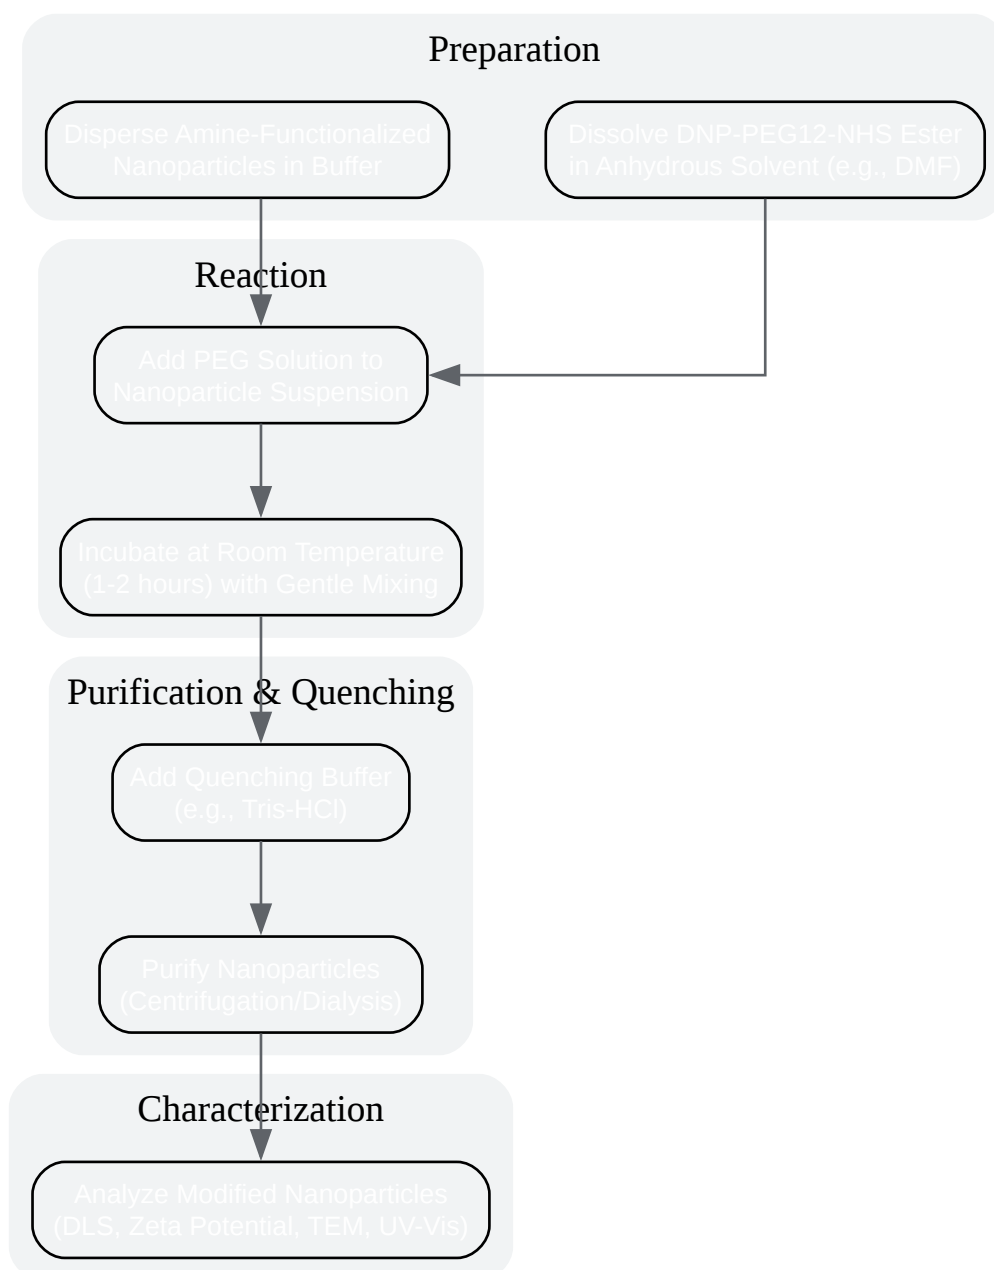 Preparation
Disperse Amine-Functionalized
Nanoparticles in Buffer
Dissolve DNP-PEG12-NHS Ester
in Anhydrous Solvent (e.g., DMF)
Reaction
Add PEG Solution to
Nanoparticle Suspension
Incubate at Room Temperature
(1-2 hours) with Gentle Mixing
Purification & Quenching
Add Quenching Buffer
(e.g., Tris-HCl)
Purify Nanoparticles
(Centrifugation/Dialysis)
Characterization
Analyze Modified Nanoparticles
(DLS, Zeta Potential, TEM, UV-Vis)